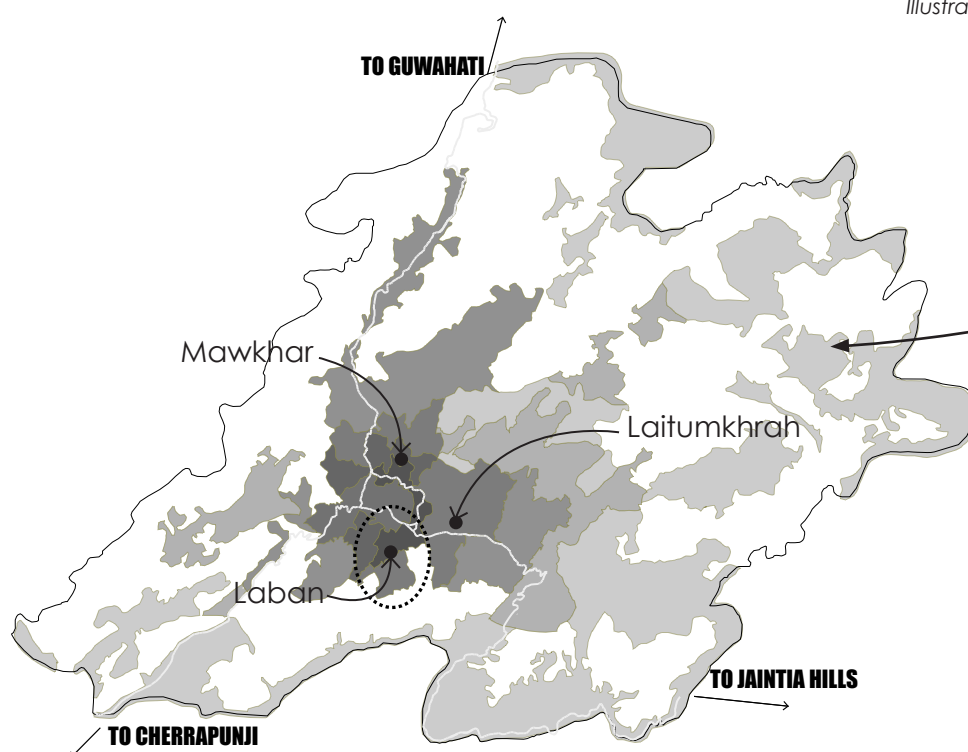 Illustra
TO GUWAHATI
Mawkhar
Laitumkhrah
Laban
TO JAINTIA HILLS
TO CHERRAPUNJI